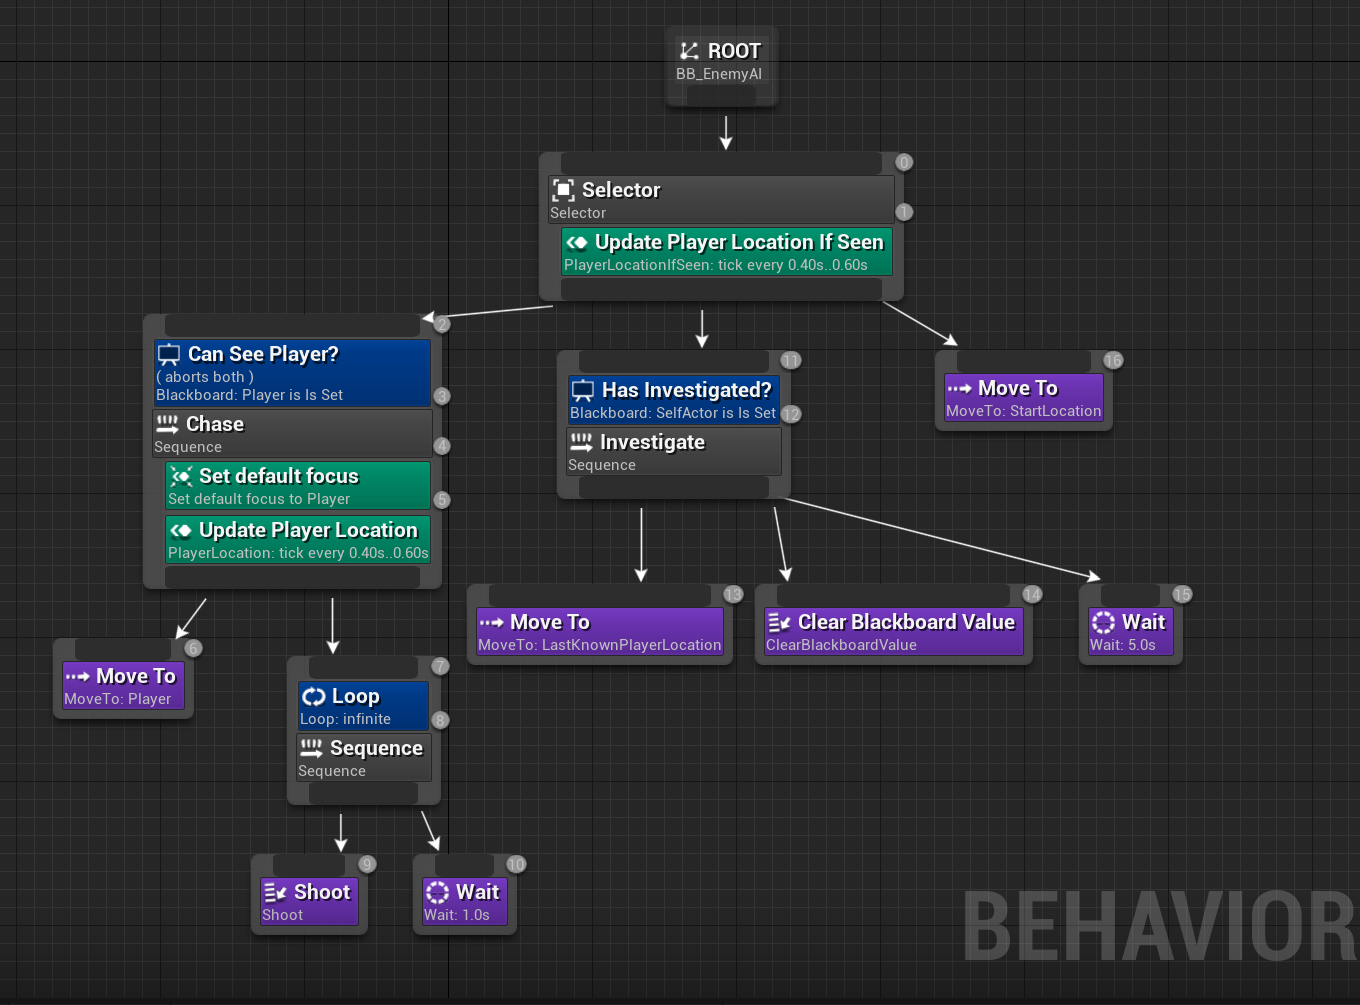 ROOT
BB_EnemyAI
0
Selector
Selector
1
Update Player Location If Seen
PlayerLocationIfSeen: tick every 0.40s..0.60s
2
Can See Player?
( aborts both )
Blackboard: Player is Is Set
3
Chase
Sequence
4
Set default focus
Set default focus to Player
5
Update Player Location
PlayerLocation: tick every 0.40s..0.60s
11
Has Investigated?
Blackboard: SelfActor is Is Set
12
Investigate
Sequence
16
Move To
MoveTo: StartLocation
6
Move To
MoveTo: Player
7
Loop
Loop: infinite
8
Sequence
Sequence
13
Move To
MoveTo: LastKnownPlayerLocation
14
Clear Blackboard Value
ClearBlackboardValue
15
Wait
Wait: 5.0s
9
Shoot
Shoot
10
Wait
Wait: 1.0s
BEHAVIOR